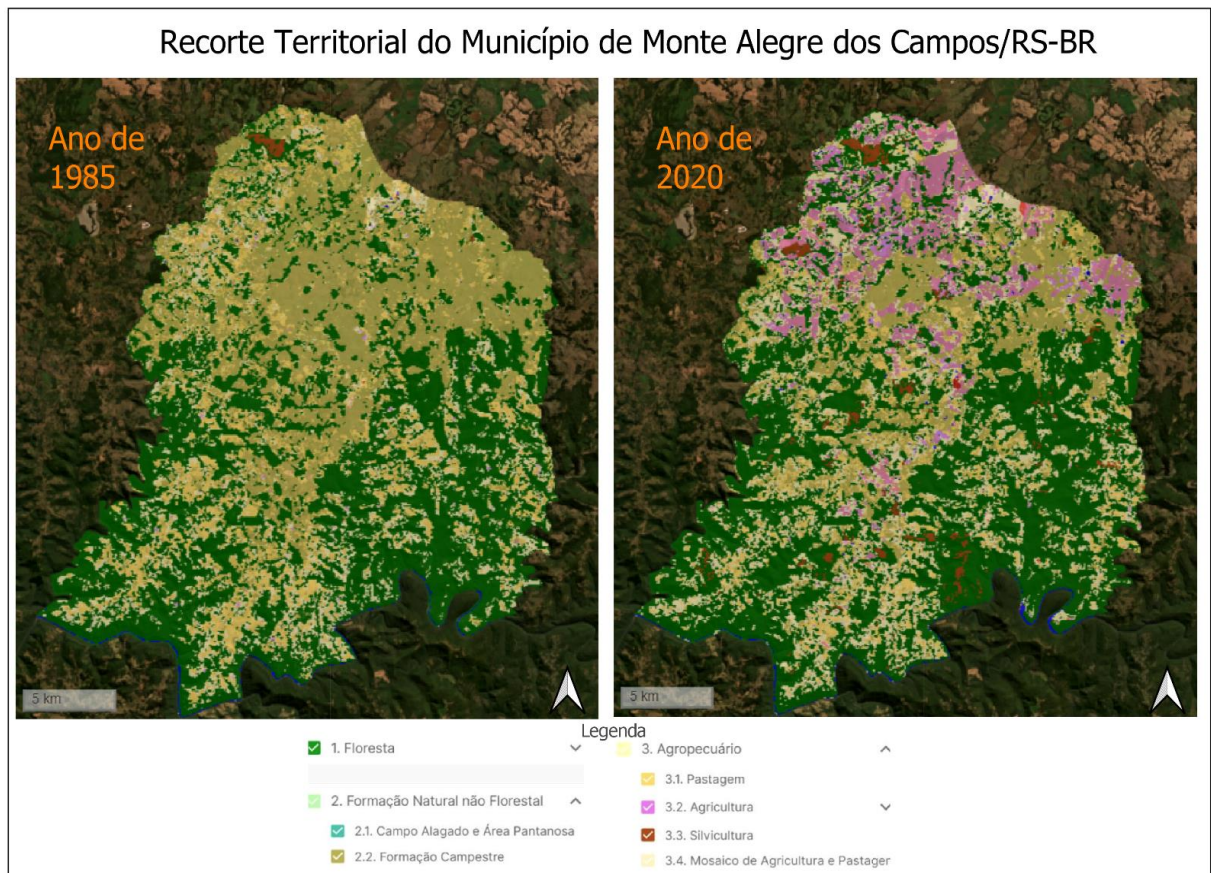 Recorte Territorial do Município de Monte Alegre dos Campos/RS-BR
Ano de
1985
Ano de
2020
5 km
5 km
Legenda
1. Floresta
2. Formação Natural não Florestal
2.1. Campo Alagado e Área Pantanosa
2.2. Formação Campestre
3. Agropecuário
3.1. Pastagem
3.2. Agricultura
3.3. Silvicultura
3.4. Mosaico de Agricultura e Pastager